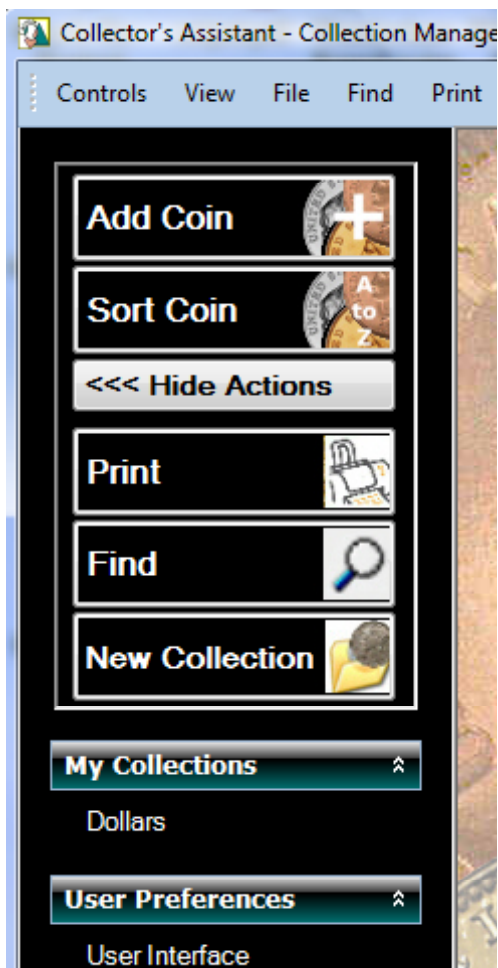 Collector's Assistant - Collection Manage
Controls View File Find Print
Add Coin
Sort Coin
A
to
Z
<<< Hide Actions
Print
Find
New Collection
My Collections
Dollars
User Preferences
User Interface